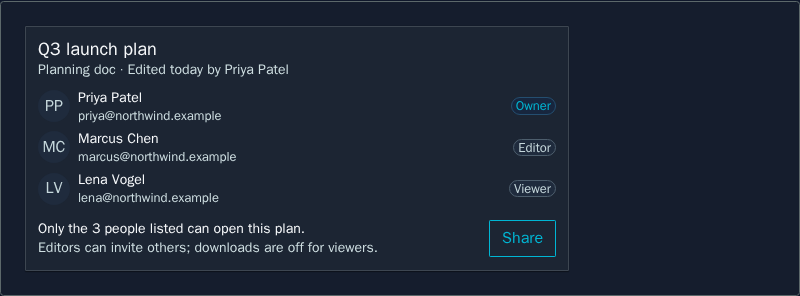 Q3 launch plan
Planning doc · Edited today by Priya Patel
PP
Priya Patel
priya@northwind.example
Owner
MC
Marcus Chen
marcus@northwind.example
Editor
LV
Lena Vogel
lena@northwind.example
Viewer
Only the 3 people listed can open this plan.
Editors can invite others; downloads are off for viewers.
Share